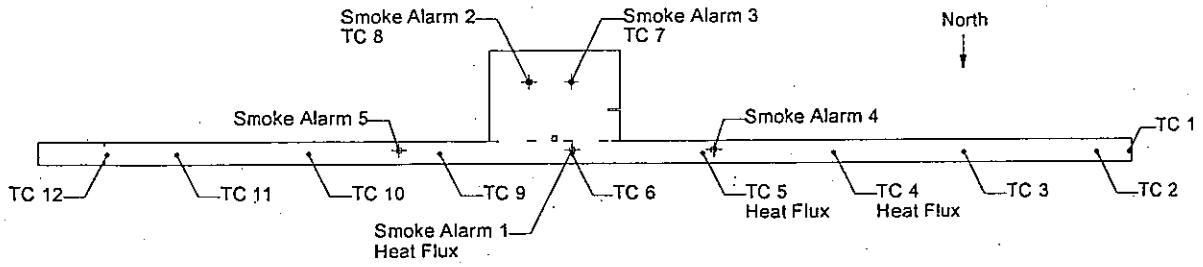 Smoke Alarm 2
TC 8
Smoke Alarm 3
TC 7
North
Smoke Alarm 5
Smoke Alarm 4
TC 1
TC 12
TC 11
TC 10
TC 9
TC 6
TC 5
Heat Flux
TC 4
Heat Flux
TC 3
TC 2
Smoke Alarm 1
Heat Flux